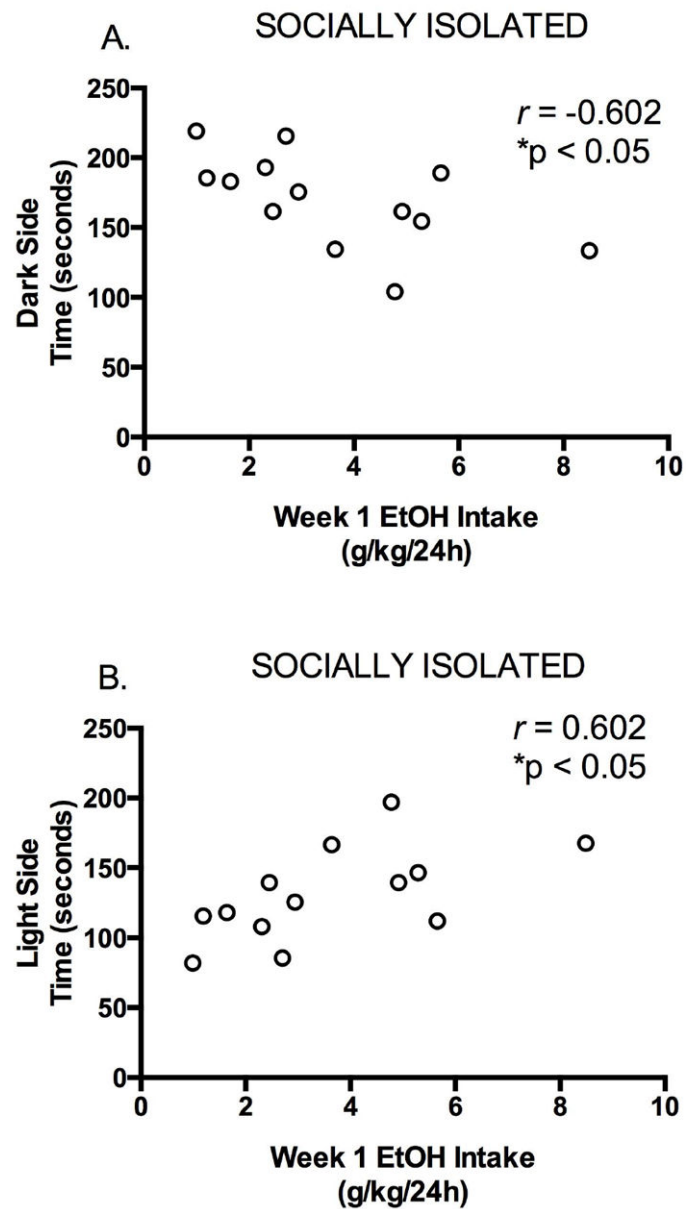 A.
SOCIALLY ISOLATED
r = -0.602
*p < 0.05
250
200
150
100
50
0
Dark Side
Time (seconds)
0 2 4 6 8 10
Week 1 EtOH Intake
(g/kg/24h)
B.
SOCIALLY ISOLATED
r = 0.602
*p < 0.05
250
200
150
100
50
0
Light Side
Time (seconds)
0 2 4 6 8 10
Week 1 EtOH Intake
(g/kg/24h)